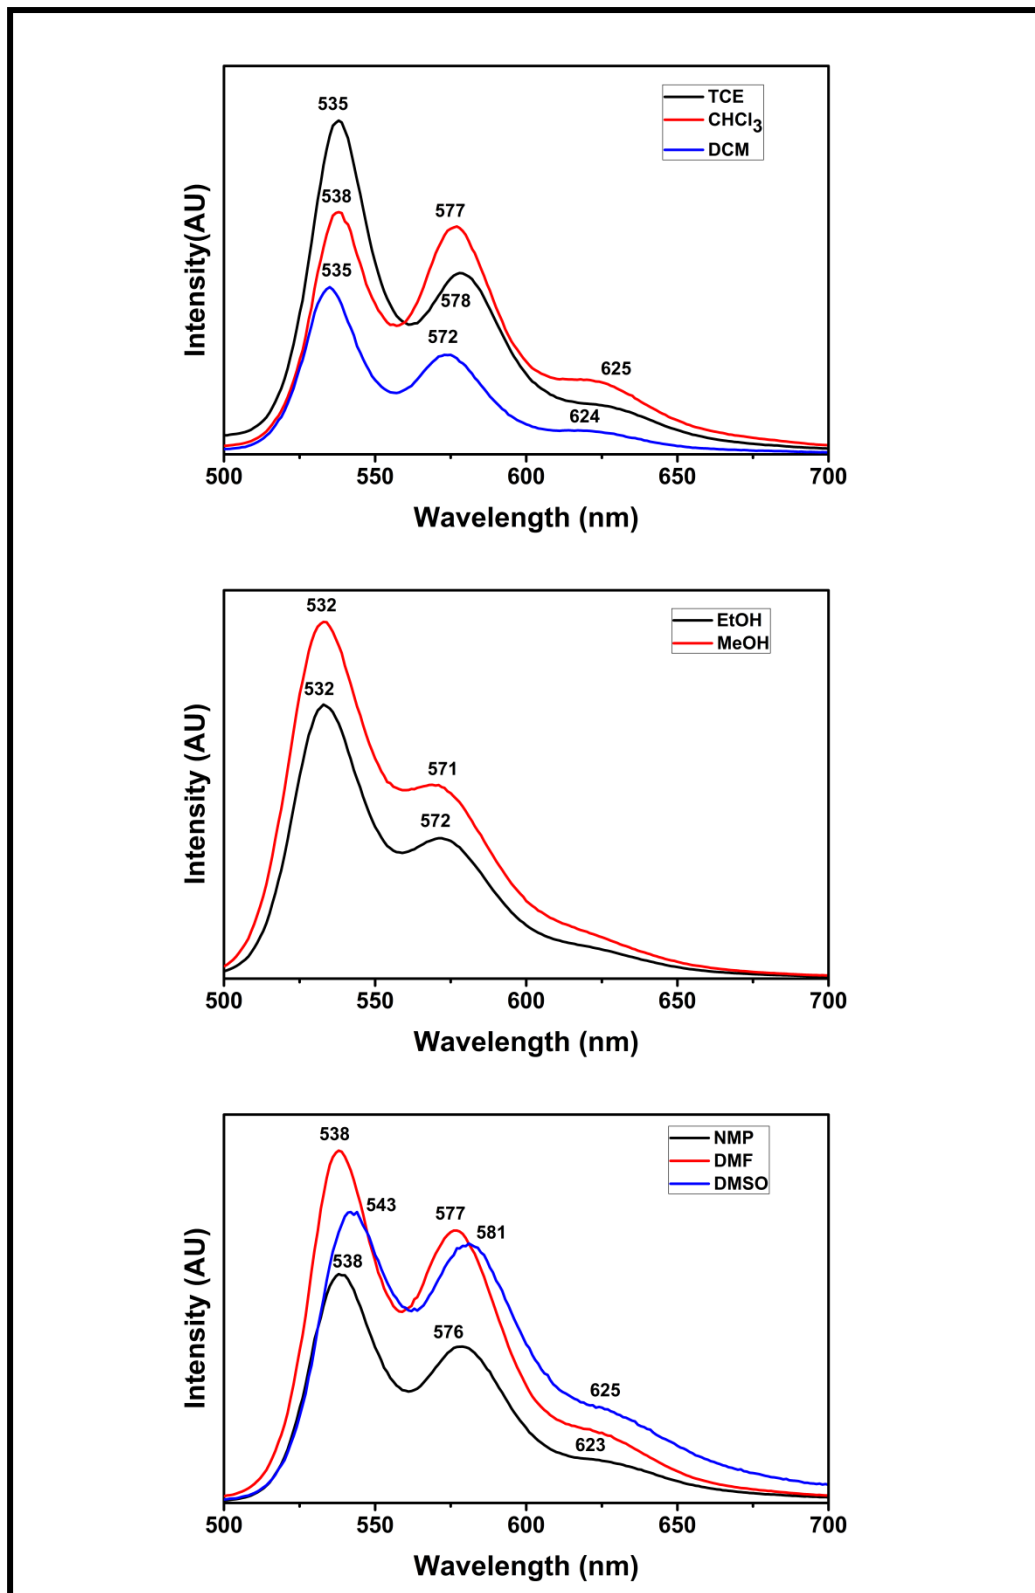 535
TCE
CHCl3
DCM
538
577
535
578
572
625
624
Intensity(AU)
500 550 600 650 700
Wavelength (nm)
532
EtOH
MeOH
532
571
572
Intensity (AU)
500 550 600 650 700
Wavelength (nm)
538
NMP
DMF
DMSO
543
577
581
538
576
625
623
Intensity (AU)
500 550 600 650 700
Wavelength (nm)